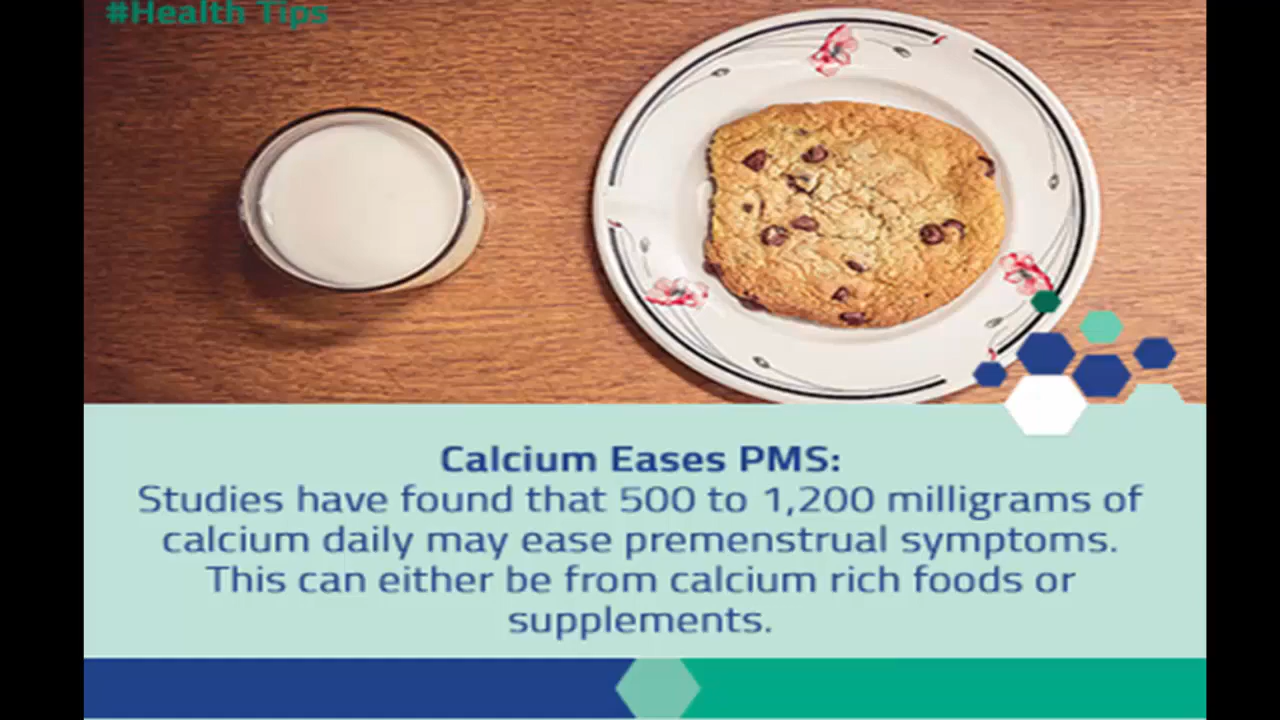 #Health Tips
Calcium Eases PMS:
Studies have found that 500 to 1,200 milligrams of
calcium daily may ease premenstrual symptoms.
This can either be from calcium rich foods or
supplements.